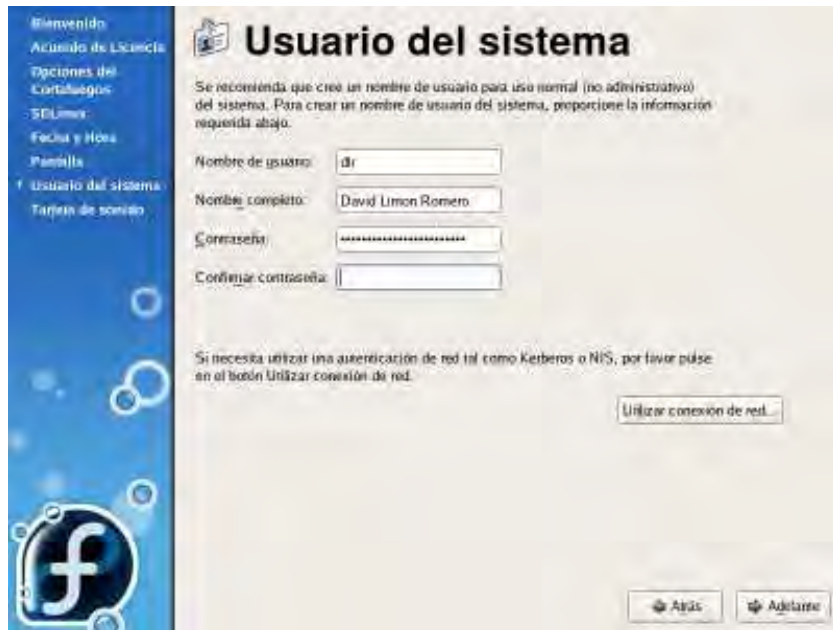 Bienvenido
Acuerdo de Licencia
Opciones del
Cortafuegos
SELinux
Fecha y Hora
Pantalla
Usuario del sistema
Tarjeta de sonido
Usuario del sistema
Se recomienda que cree un nombre de usuario para uso normal (no administrativo)
del sistema. Para crear un nombre de usuario del sistema, proporcione la información
requerida abajo.
Nombre de usuario: dlr
Nombre completo: David Limon Romero
Contraseña:
Confirmar contraseña:
Si necesita utilizar una autenticación de red tal como Kerberos o NIS, por favor pulse
en el botón Utilizar conexión de red.
Utilizar conexión de red...
Atrás
Adelante